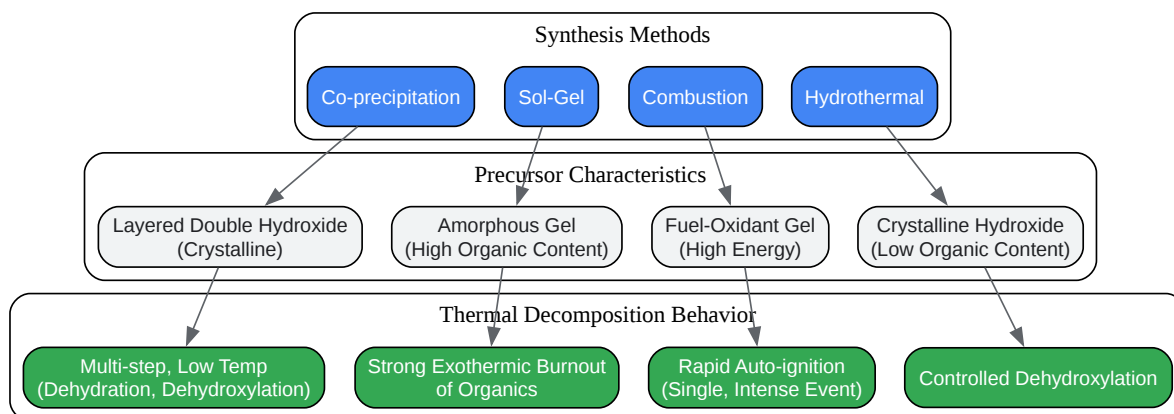 Synthesis Methods
Co-precipitation
Sol-Gel
Combustion
Hydrothermal
Precursor Characteristics
Layered Double Hydroxide
(Crystalline)
Amorphous Gel
(High Organic Content)
Fuel-Oxidant Gel
(High Energy)
Crystalline Hydroxide
(Low Organic Content)
Thermal Decomposition Behavior
Multi-step, Low Temp
(Dehydration, Dehydroxylation)
Strong Exothermic Burnout
of Organics
Rapid Auto-ignition
(Single, Intense Event)
Controlled Dehydroxylation